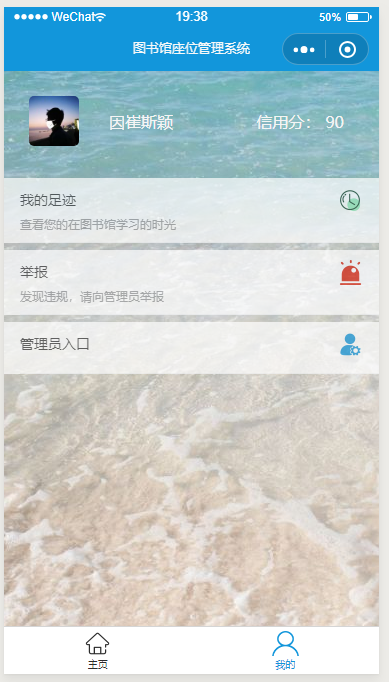 WeChat 19:38 50%
图书馆座位管理系统
因崔斯颖 信用分： 90
我的足迹
查看您的在图书馆学习的时光
举报
发现违规，请向管理员举报
管理员入口
主页 我的